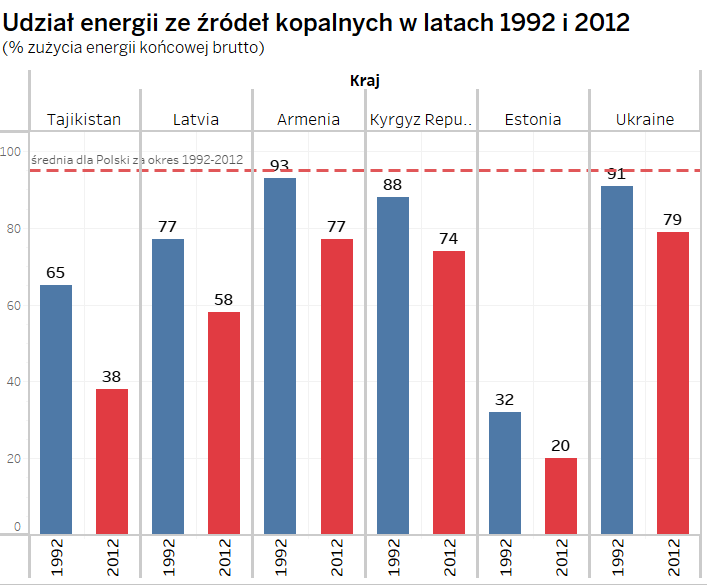 Udział energii ze źródeł kopalnych w latach 1992 i 2012
(% zużycia energii końcowej brutto)
Kraj
Tajikistan Latvia Armenia Kyrgyz Repu.. Estonia Ukraine
100
średnia dla Polski za okres 1992-2012
93
91
88
80
77 77 74 79
65
60
58
40
38
32
20
20
0
1992 2012 1992 2012 1992 2012 1992 2012 1992 2012 1992 2012